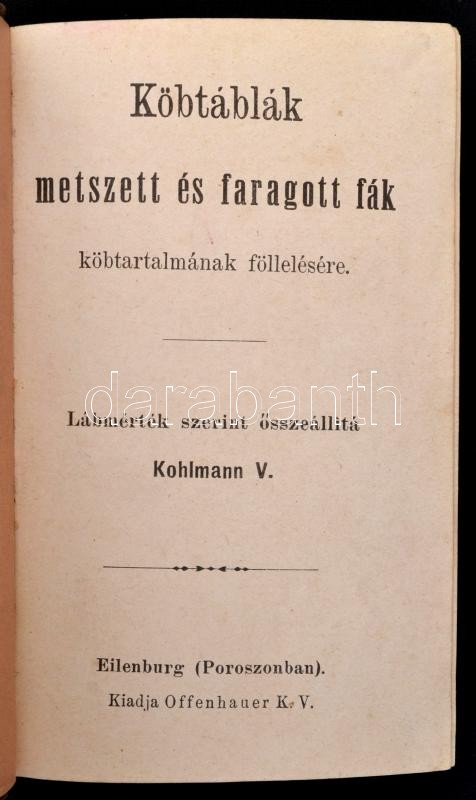 Köbtáblák
metszett és faragott fák
köbtartalmának föllelésére.
darabanth
Lábmérték szerint összeállitá
Kohlmann V.
Eilenburg (Poroszonban).
Kiadja Offenhauer K. V.